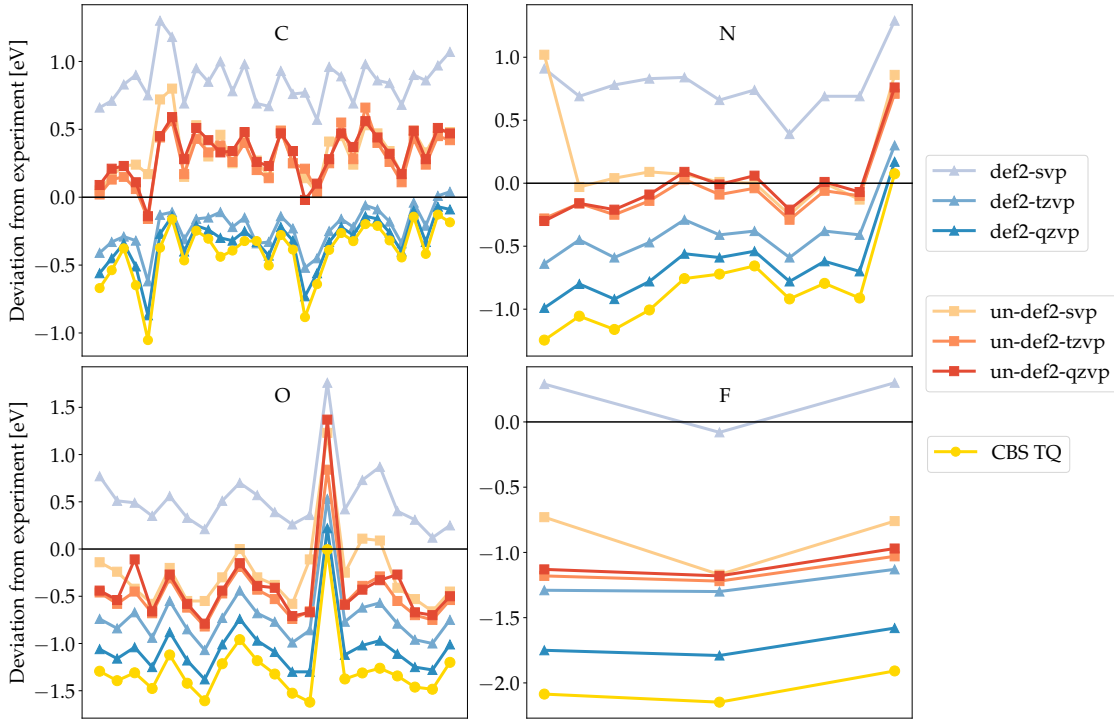 C
N
Deviation from experiment [eV]
1.0
0.5
0.0
−0.5
−1.0
1.0
0.5
0.0
−0.5
−1.0
def2-svp
def2-tzvp
def2-qzvp
un-def2-svp
un-def2-tzvp
un-def2-qzvp
CBS TQ
O
F
Deviation from experiment [eV]
1.5
1.0
0.5
0.0
−0.5
−1.0
−1.5
0.0
−0.5
−1.0
−1.5
−2.0